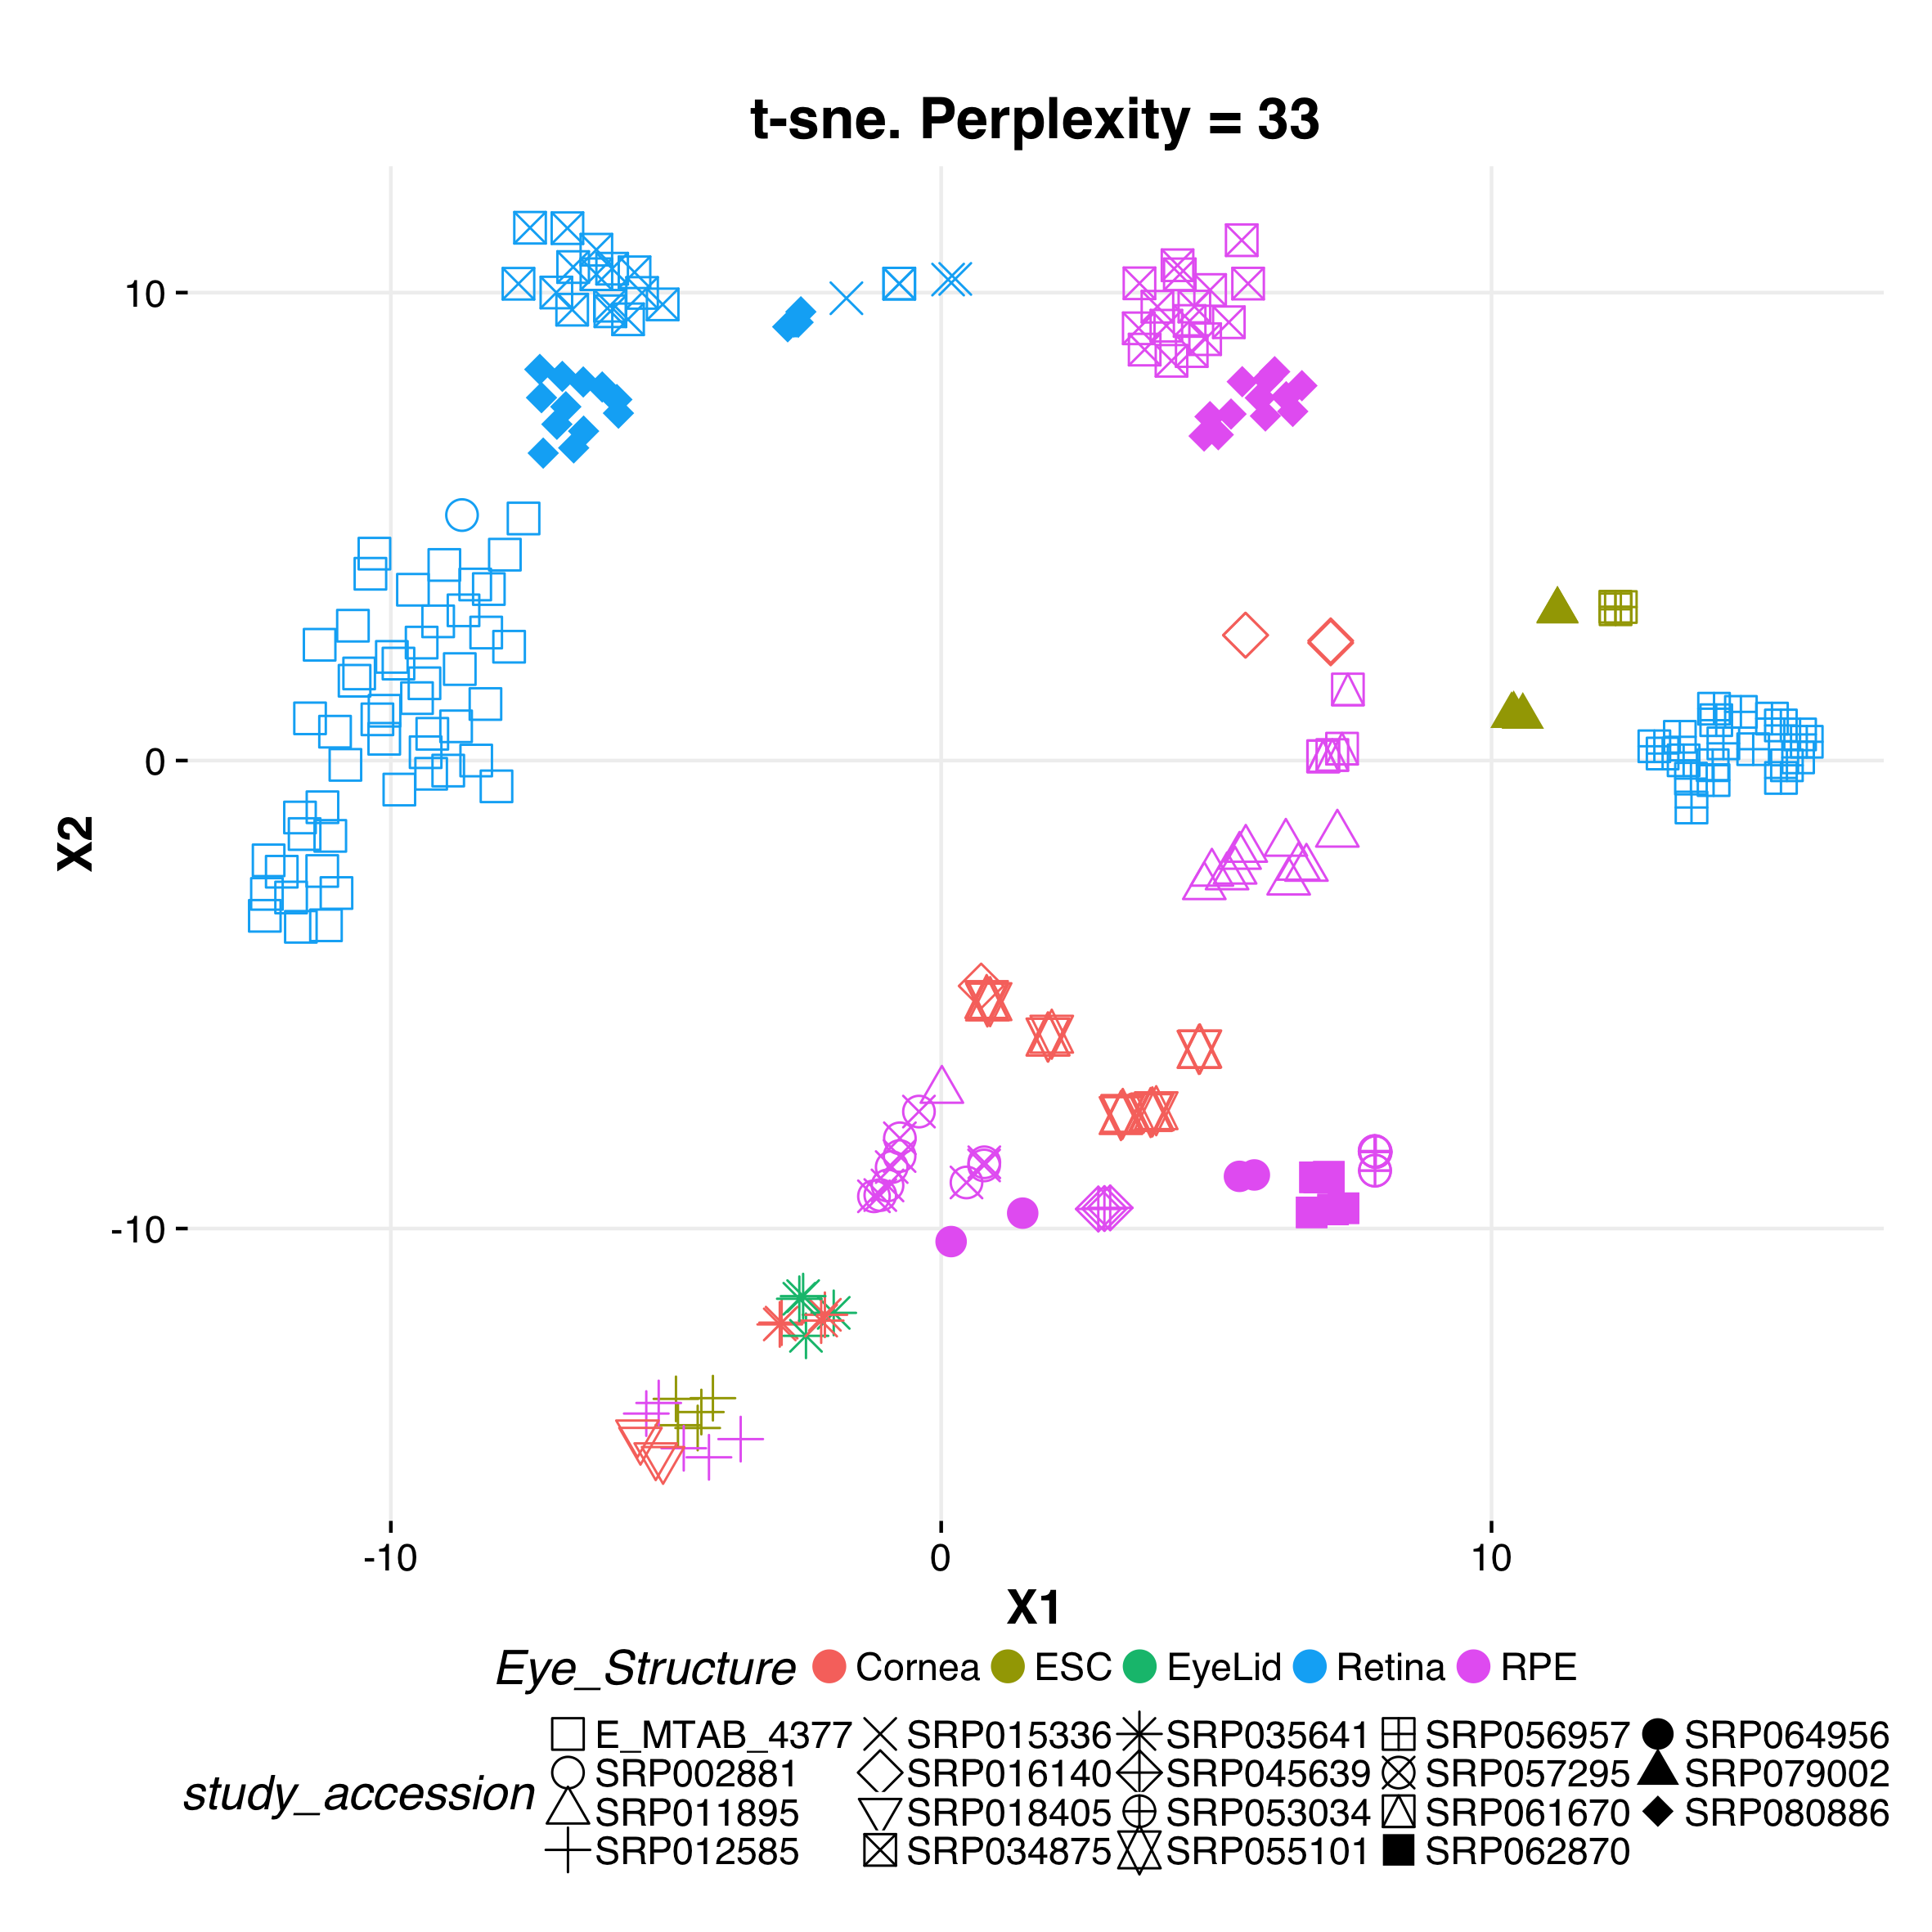 t-sne. Perplexity = 33
10
0
-10
X2
-10 0 10
X1
Eye_Structure Cornea ESC EyeLid Retina RPE
study_accession
E_MTAB_4377 SRP015336 SRP035641 SRP056957 SRP064956
SRP002881 SRP016140 SRP045639 SRP057295 SRP079002
SRP011895 SRP018405 SRP053034 SRP061670 SRP080886
SRP012585 SRP034875 SRP055101 SRP062870